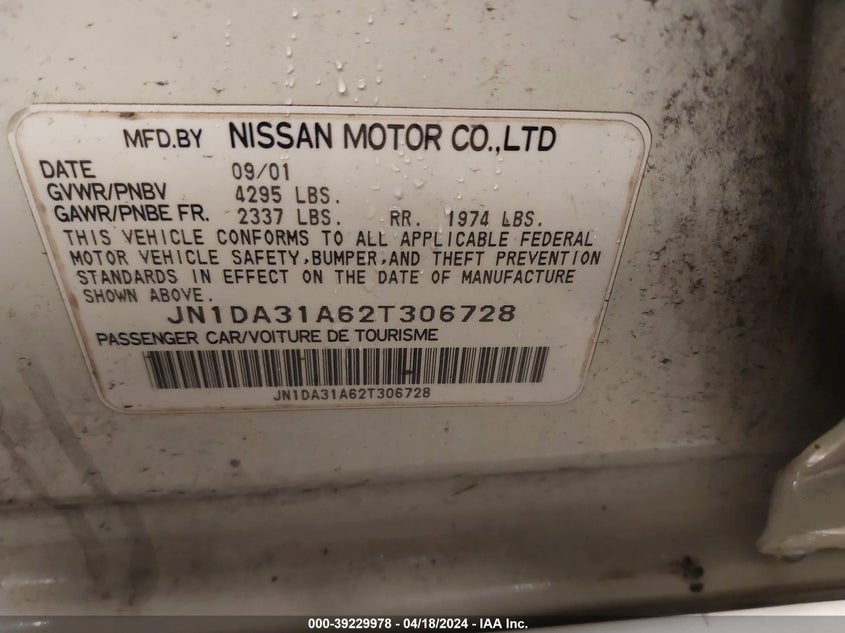 MFD.BY NISSAN MOTOR CO.,LTD
DATE 09/01
GVWR/PNBV 4295 LBS.
GAWR/PNBE FR. 2337 LBS. RR. 1974 LBS.
THIS VEHICLE CONFORMS TO ALL APPLICABLE FEDERAL
MOTOR VEHICLE SAFETY,BUMPER,AND THEFT PREVENTION
STANDARDS IN EFFECT ON THE DATE OF MANUFACTURE
SHOWN ABOVE.
JN1DA31A62T306728
PASSENGER CAR/VOITURE DE TOURISME
JN1DA31A62T306728
000-39229978 - 04/18/2024 - IAA Inc.